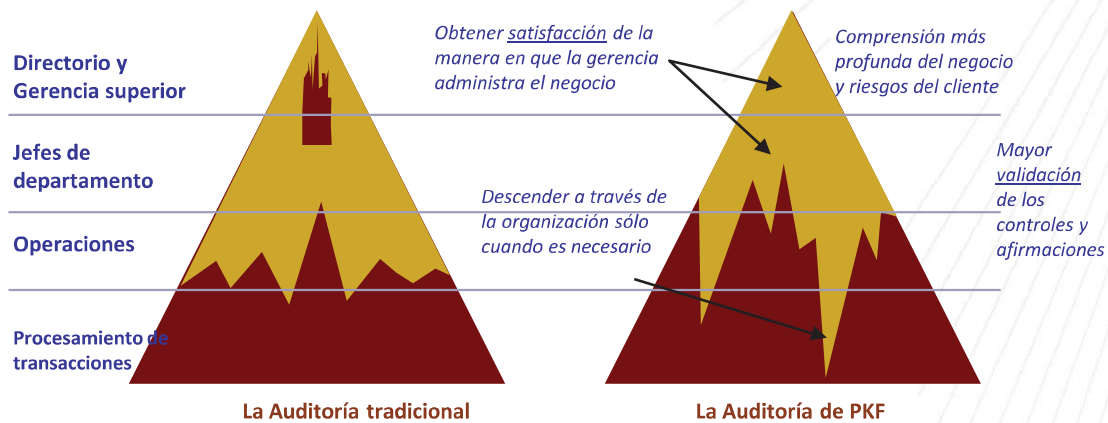 Directorio y
Gerencia superior
Jefes de
departamento
Operaciones
Procesamiento de
transacciones
Obtener satisfacción de la
manera en que la gerencia
administra el negocio
Comprensión más
profunda del negocio
y riesgos del cliente
Descender a través de
la organización sólo
cuando es necesario
Mayor
validación
de los
controles y
afirmaciones
La Auditoría tradicional
La Auditoría de PKF